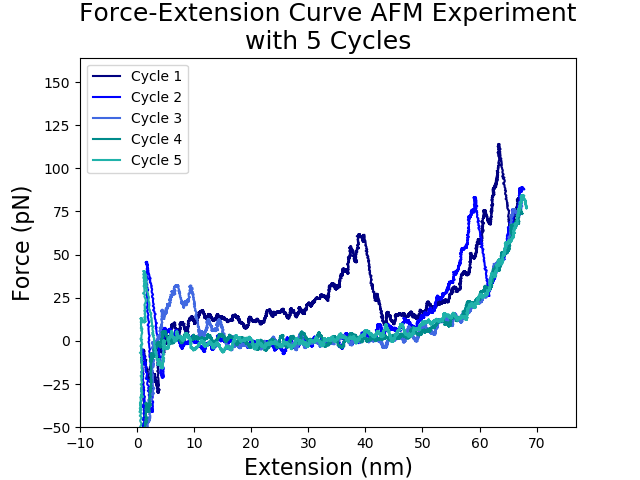 Force-Extension Curve AFM Experiment
with 5 Cycles
Cycle 1
Cycle 2
Cycle 3
Cycle 4
Cycle 5
Force (pN)
150
125
100
75
50
25
0
−25
−50
−10 0 10 20 30 40 50 60 70
Extension (nm)